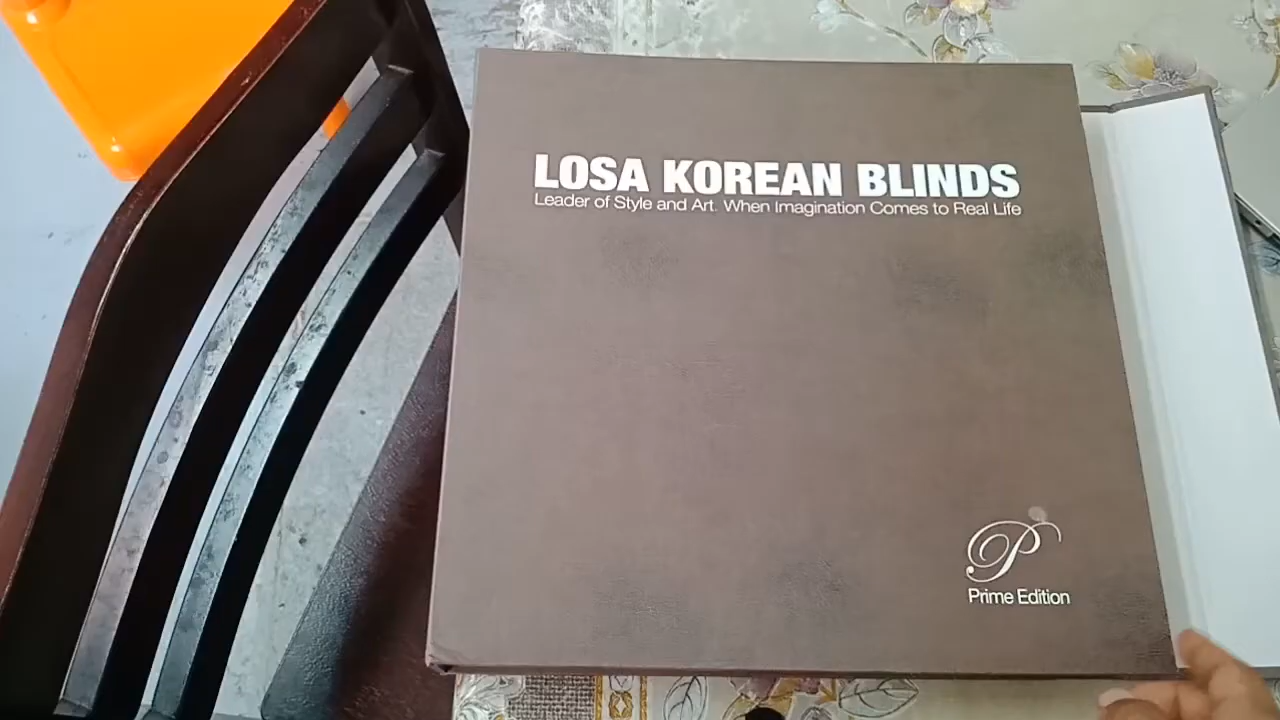 LOSA KOREAN BLINDS
Leader of Style and Art. When Imagination Comes to Real Life
P
Prime Edition